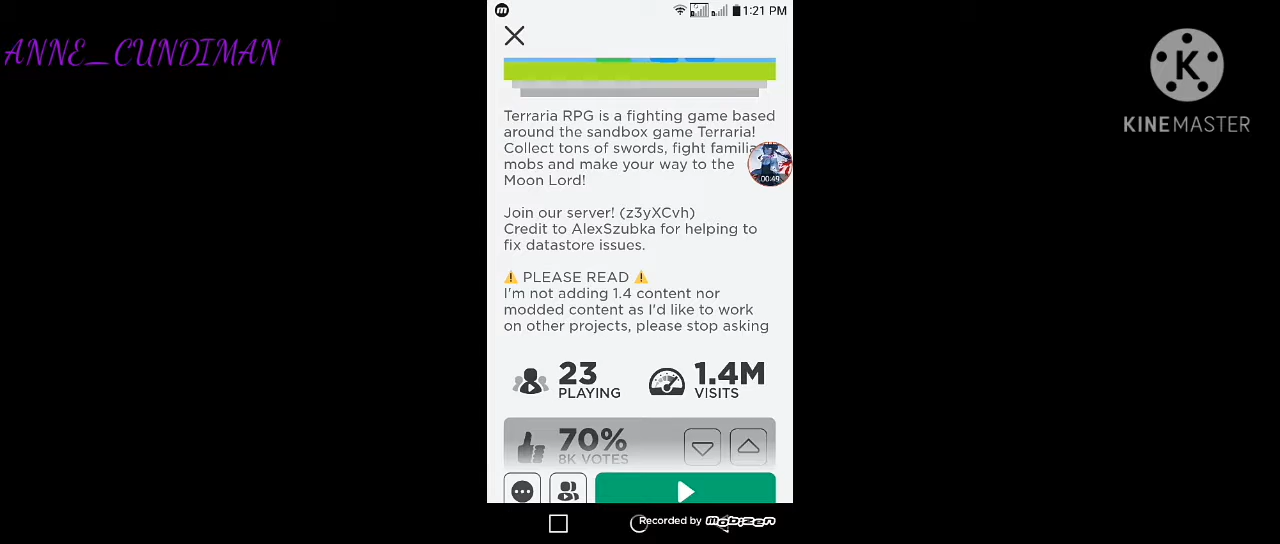 ANNE_CUNDIMAN
1:21 PM
K
KINEMASTER
Terraria RPG is a fighting game based
around the sandbox game Terraria!
Collect tons of swords, fight
mobs and make your way to the
00:49
Moon Lord!
Join our server! (z3yXCvh)
Credit to AlexSzubka for helping to
fix datastore issues.
⚠ PLEASE READ ⚠
I'm not adding 1.4 content nor
modded content as I'd like to work
on other projects, please stop asking
23
PLAYING
1.4M
VISITS
70%
8K VOTES
Recorded by mobizen